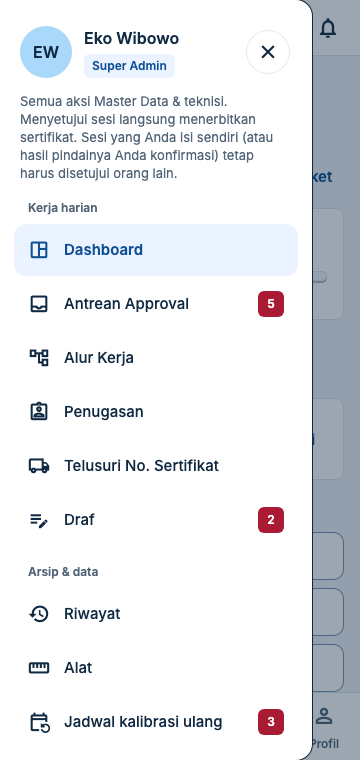 EW
Eko Wibowo
Super Admin
Semua aksi Master Data & teknisi.
Menyetujui sesi langsung menerbitkan
sertifikat. Sesi yang Anda isi sendiri (atau
hasil pindainya Anda konfirmasi) tetap
harus disetujui orang lain.
Kerja harian
Dashboard
Antrean Approval 5
Alur Kerja
Penugasan
Telusuri No. Sertifikat
Draf 2
Arsip & data
Riwayat
Alat
Jadwal kalibrasi ulang 3
Profil